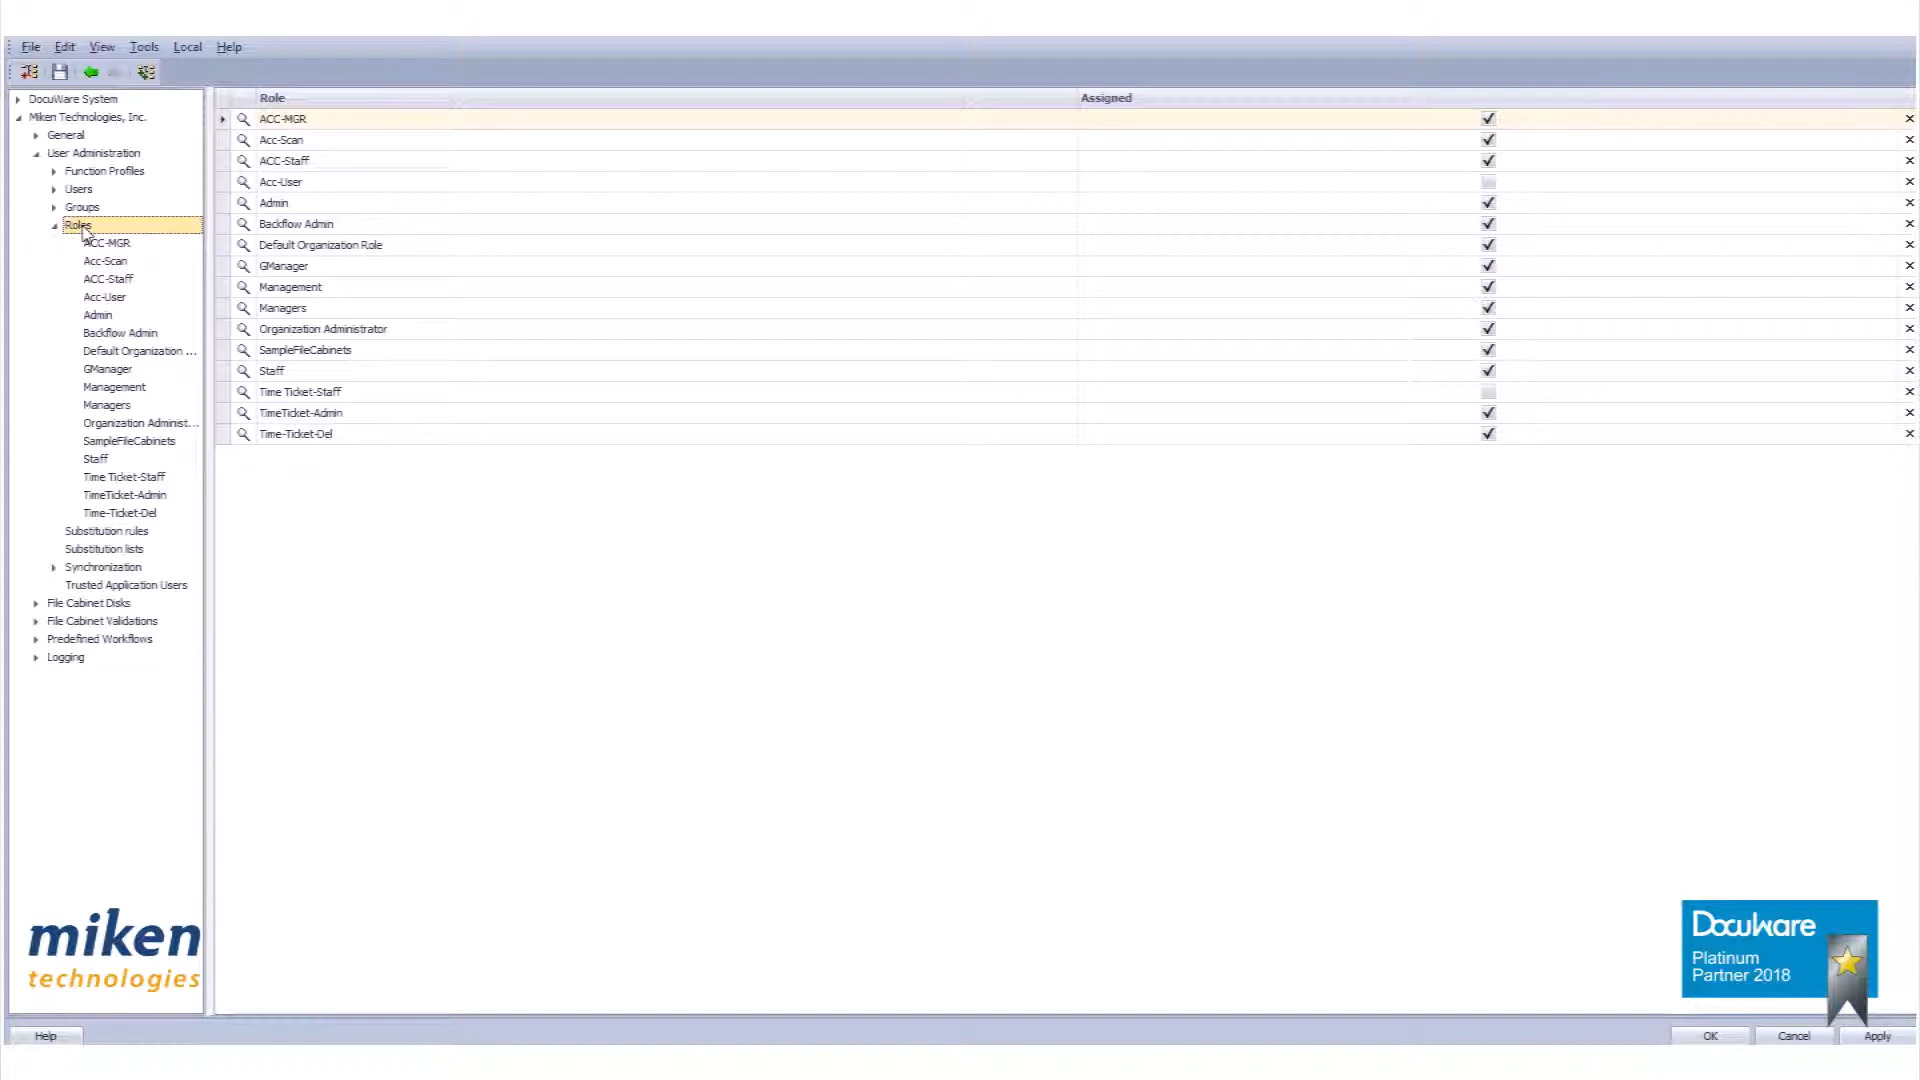 File Edit View Tools Local Help
DocuWare System
Miken Technologies, Inc.
General
User Administration
Function Profiles
Users
Groups
Roles
ACC-MGR
Acc-Scan
ACC-Staff
Acc-User
Admin
Backflow Admin
Default Organization ...
GManager
Management
Managers
Organization Administ...
SampleFileCabinets
Staff
Time Ticket-Staff
TimeTicket-Admin
Time-Ticket-Del
Substitution rules
Substitution lists
Synchronization
Trusted Application Users
File Cabinet Disks
File Cabinet Validations
Predefined Workflows
Logging
miken
technologies
Role Assigned
ACC-MGR
Acc-Scan
ACC-Staff
Acc-User
Admin
Backflow Admin
Default Organization Role
GManager
Management
Managers
Organization Administrator
SampleFileCabinets
Staff
Time Ticket-Staff
TimeTicket-Admin
Time-Ticket-Del
DocuWare
Platinum
Partner 2018
Help OK Cancel Apply